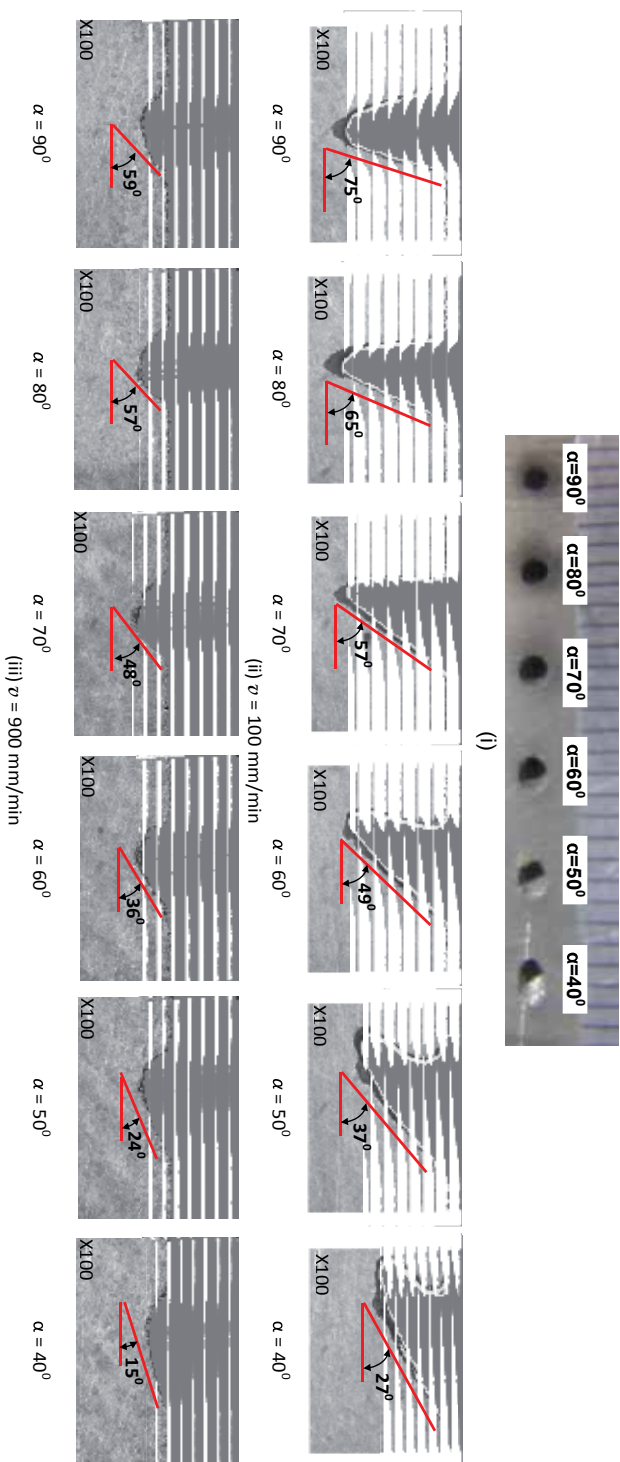 α=90⁰ α=80⁰ α=70⁰ α=60⁰ α=50⁰ α=40⁰
(i)
X100 X100 X100 X100 X100 X100
75⁰ 65⁰ 57⁰ 49⁰ 37⁰ 27⁰
α = 90⁰ α = 80⁰ α = 70⁰ α = 60⁰ α = 50⁰ α = 40⁰
(ii) v = 100 mm/min
X100 X100 X100 X100 X100 X100
59⁰ 57⁰ 48⁰ 36⁰ 24⁰ 15⁰
α = 90⁰ α = 80⁰ α = 70⁰ α = 60⁰ α = 50⁰ α = 40⁰
(iii) v = 900 mm/min